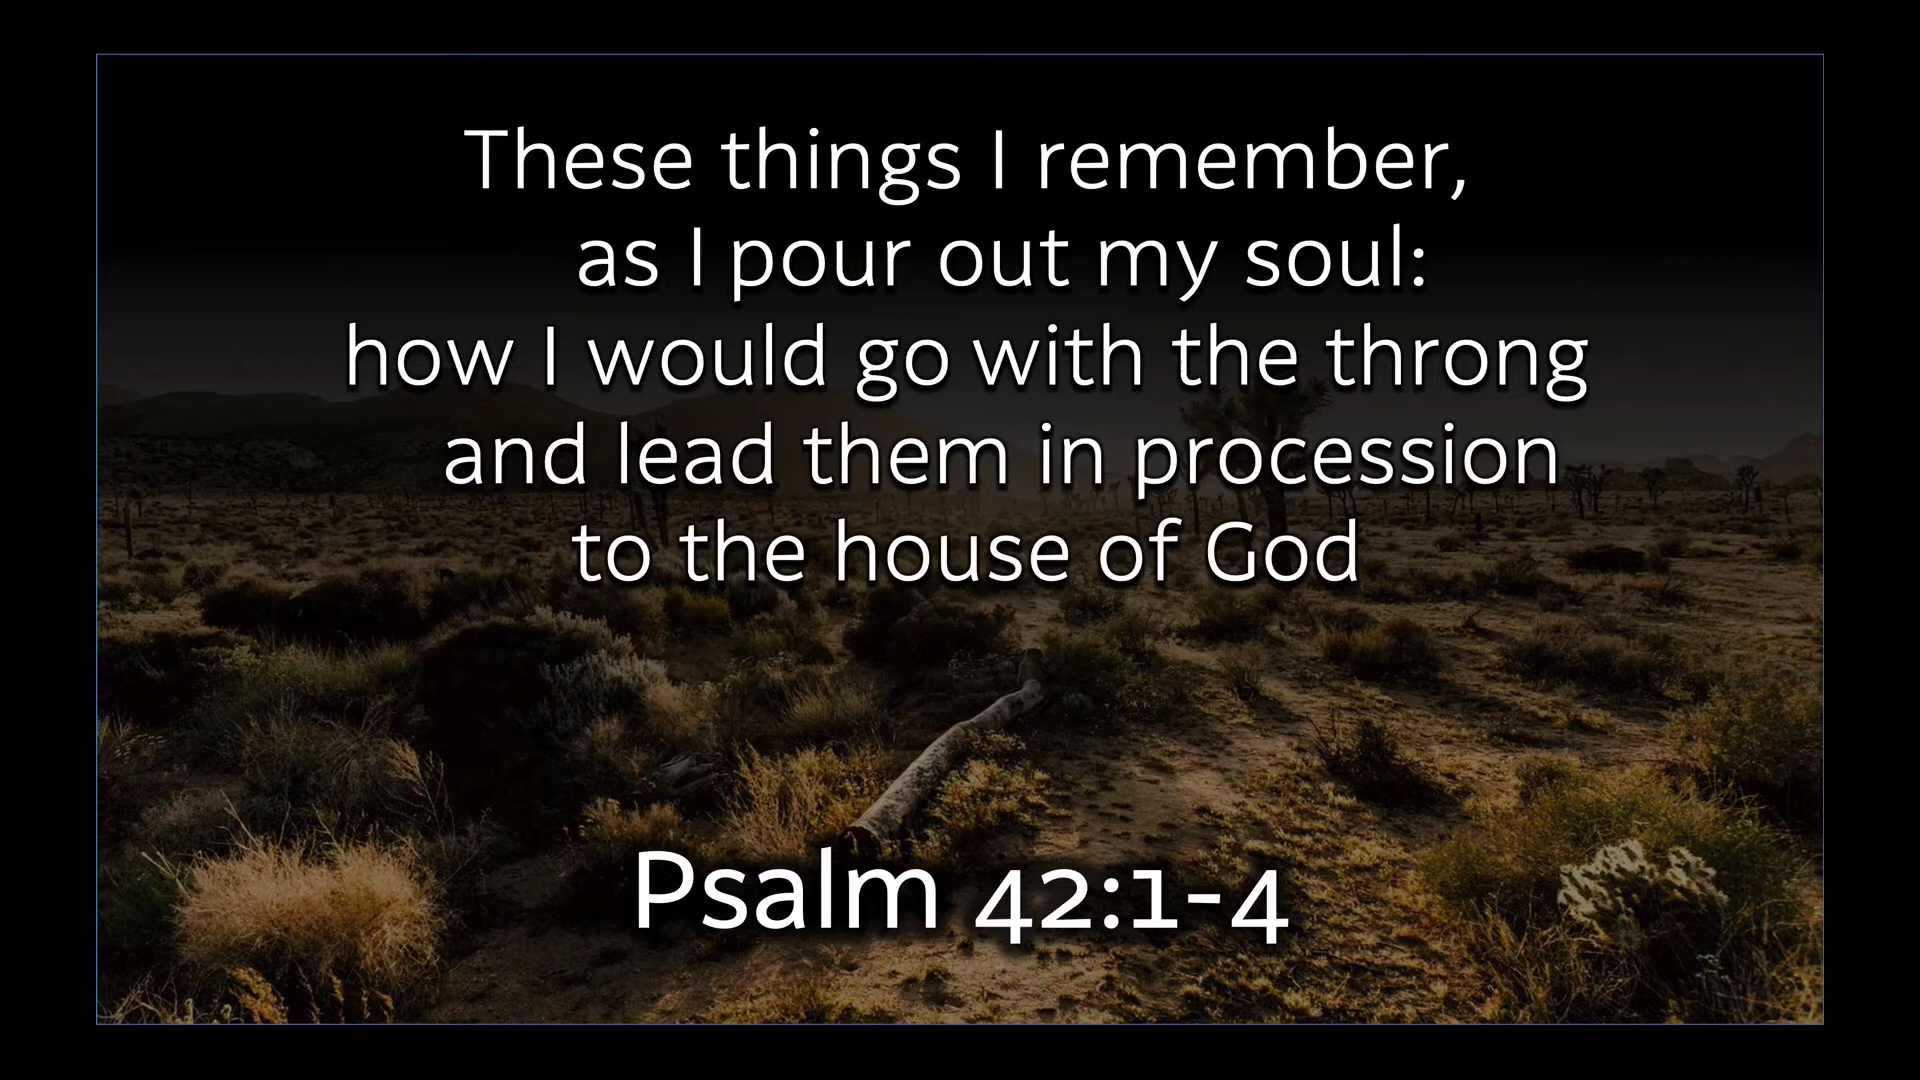 These things I remember,
as I pour out my soul:
how I would go with the throng
and lead them in procession
to the house of God
Psalm 42:1-4